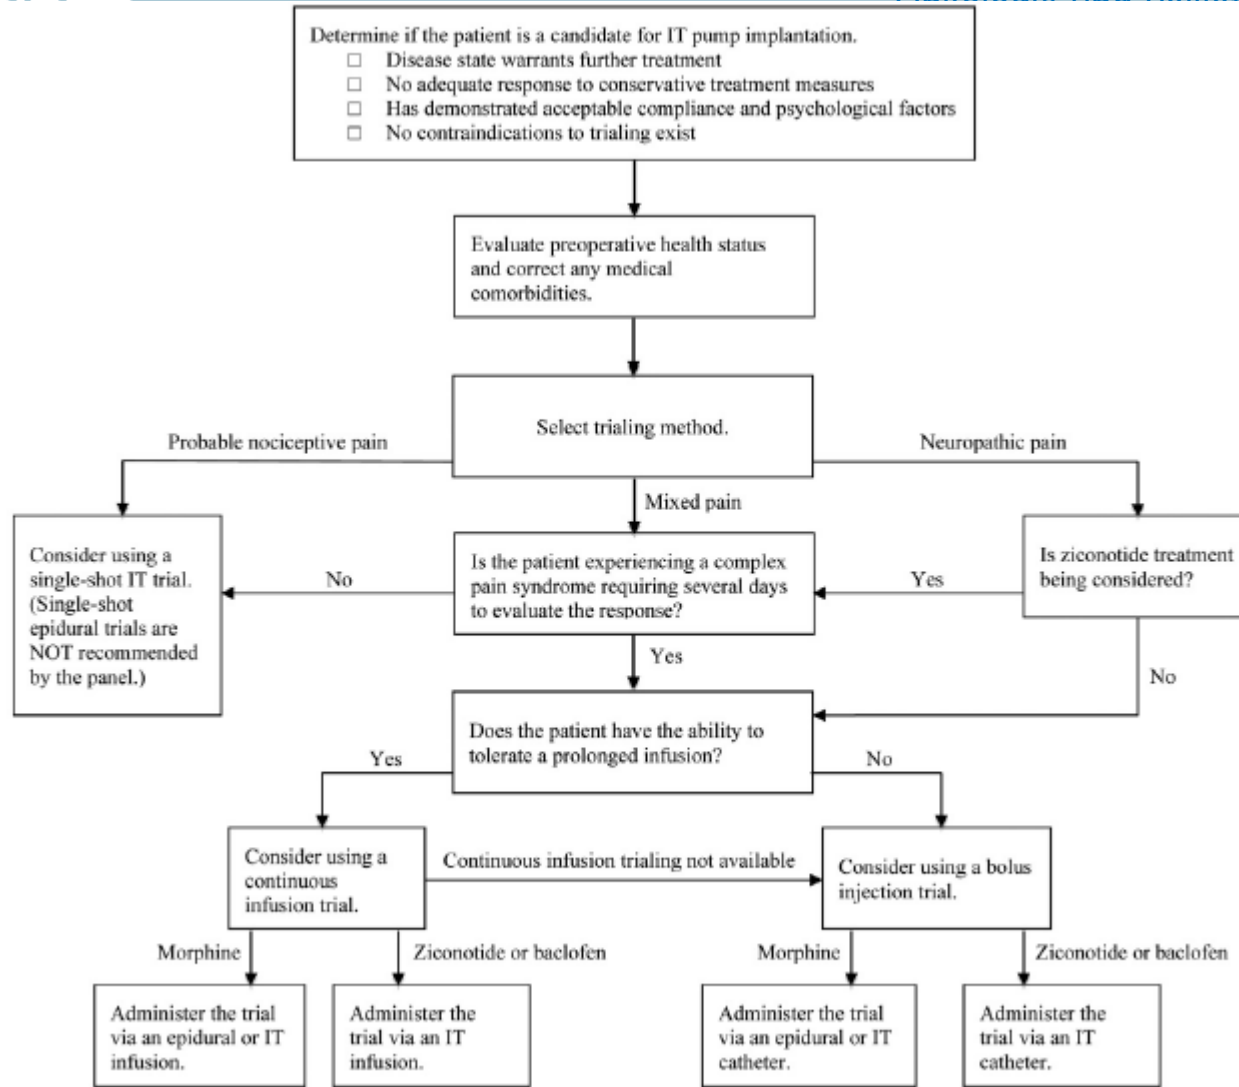 Determine if the patient is a candidate for IT pump implantation.
□ Disease state warrants further treatment
□ No adequate response to conservative treatment measures
□ Has demonstrated acceptable compliance and psychological factors
□ No contraindications to trialing exist
Evaluate preoperative health status
and correct any medical
comorbidities.
Select trialing method.
Probable nociceptive pain
Neuropathic pain
Mixed pain
Consider using a
single-shot IT trial.
(Single-shot
epidural trials are
NOT recommended
by the panel.)
No
Is the patient experiencing a complex
pain syndrome requiring several days
to evaluate the response?
Yes
Is ziconotide treatment
being considered?
Yes
No
Does the patient have the ability to
tolerate a prolonged infusion?
Yes
No
Consider using a
continuous
infusion trial.
Continuous infusion trialing not available
Consider using a bolus
injection trial.
Morphine
Ziconotide or baclofen
Morphine
Ziconotide or baclofen
Administer the trial
via an epidural or IT
infusion.
Administer the
trial via an IT
infusion.
Administer the trial
via an epidural or IT
catheter.
Administer the
trial via an IT
catheter.